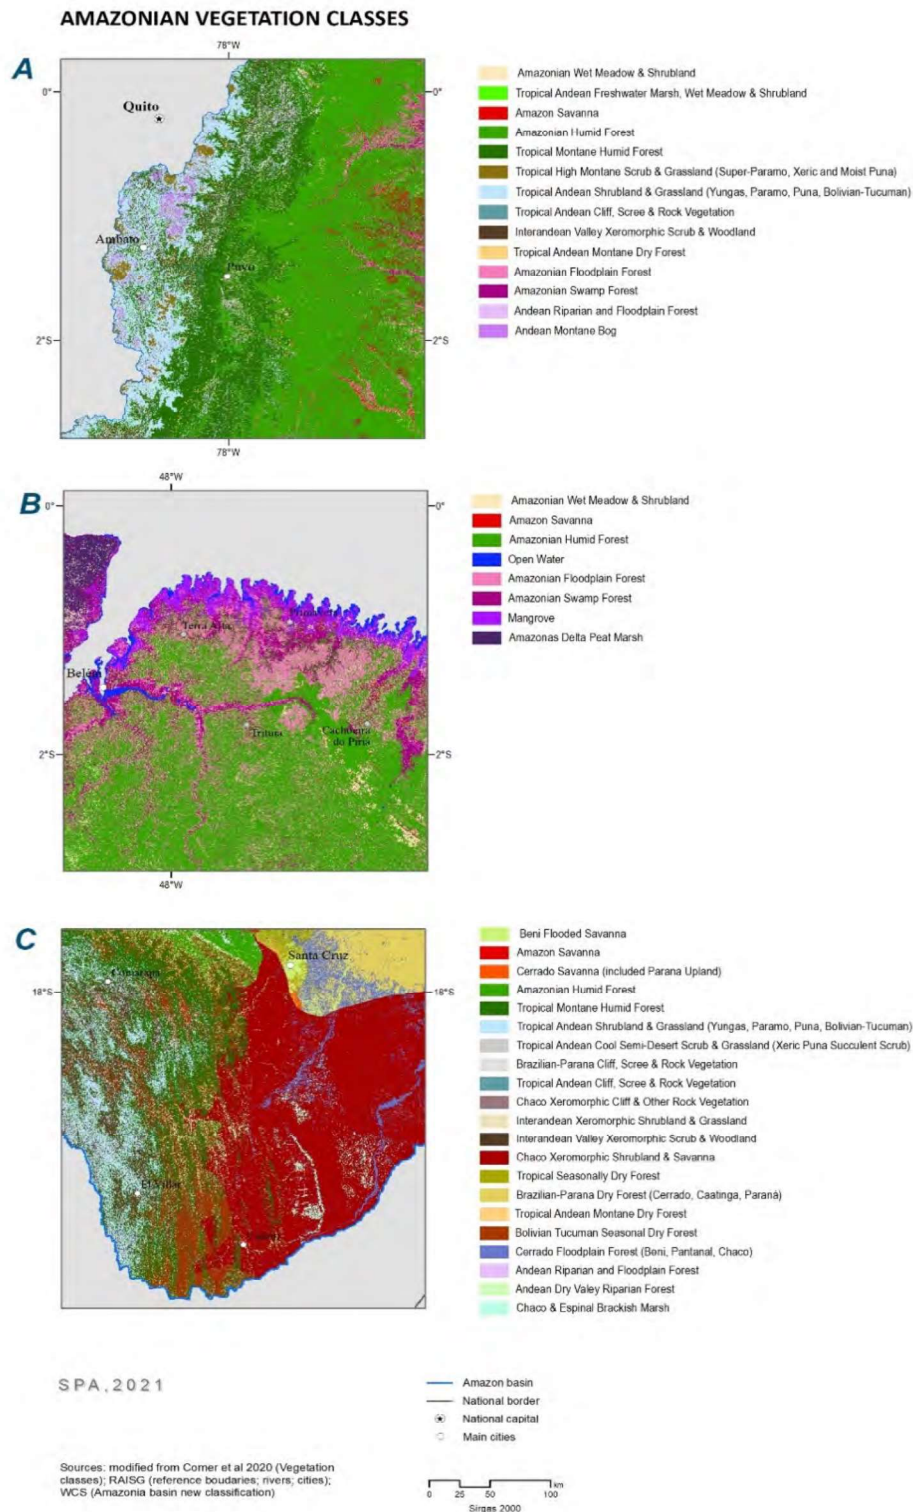 AMAZONIAN VEGETATION CLASSES
A
78°W
0°
0°
Quito
Ambato
Puyo
2°S
2°S
78°W
Amazonian Wet Meadow & Shrubland
Tropical Andean Freshwater Marsh, Wet Meadow & Shrubland
Amazon Savanna
Amazonian Humid Forest
Tropical Montane Humid Forest
Tropical High Montane Scrub & Grassland (Super-Paramo, Xeric and Moist Puna)
Tropical Andean Shrubland & Grassland (Yungas, Paramo, Puna, Bolivian-Tucuman)
Tropical Andean Cliff, Scree & Rock Vegetation
Interandean Valley Xeromorphic Scrub & Woodland
Tropical Andean Montane Dry Forest
Amazonian Floodplain Forest
Amazonian Swamp Forest
Andean Riparian and Floodplain Forest
Andean Montane Bog
48°W
B
0°
0°
Terra Alta
Belém
Cachoeira
do Piriá
2°S
2°S
48°W
Amazonian Wet Meadow & Shrubland
Amazon Savanna
Amazonian Humid Forest
Open Water
Amazonian Floodplain Forest
Amazonian Swamp Forest
Mangrove
Amazonas Delta Peat Marsh
C
Santa Cruz
Comarapa
18°S
18°S
El Villar
Beni Flooded Savanna
Amazon Savanna
Cerrado Savanna (included Parana Upland)
Amazonian Humid Forest
Tropical Montane Humid Forest
Tropical Andean Shrubland & Grassland (Yungas, Paramo, Puna, Bolivian-Tucuman)
Tropical Andean Cool Semi-Desert Scrub & Grassland (Xeric Puna Succulent Scrub)
Brazilian-Parana Cliff, Scree & Rock Vegetation
Tropical Andean Cliff, Scree & Rock Vegetation
Chaco Xeromorphic Cliff & Other Rock Vegetation
Interandean Xeromorphic Shrubland & Grassland
Interandean Valley Xeromorphic Scrub & Woodland
Chaco Xeromorphic Shrubland & Savanna
Tropical Seasonally Dry Forest
Brazilian-Parana Dry Forest (Cerrado, Caatinga, Paraná)
Tropical Andean Montane Dry Forest
Bolivian Tucuman Seasonal Dry Forest
Cerrado Floodplain Forest (Beni, Pantanal, Chaco)
Andean Riparian and Floodplain Forest
Andean Dry Valey Riparian Forest
Chaco & Espinal Brackish Marsh
SPA, 2021
Amazon basin
National border
National capital
Main cities
Sources: modified from Comer et al 2020 (Vegetation
classes); RAISG (reference boudaries; rivers; cities);
WCS (Amazonia basin new classification)
0 25 50 100 km
Sirgas 2000